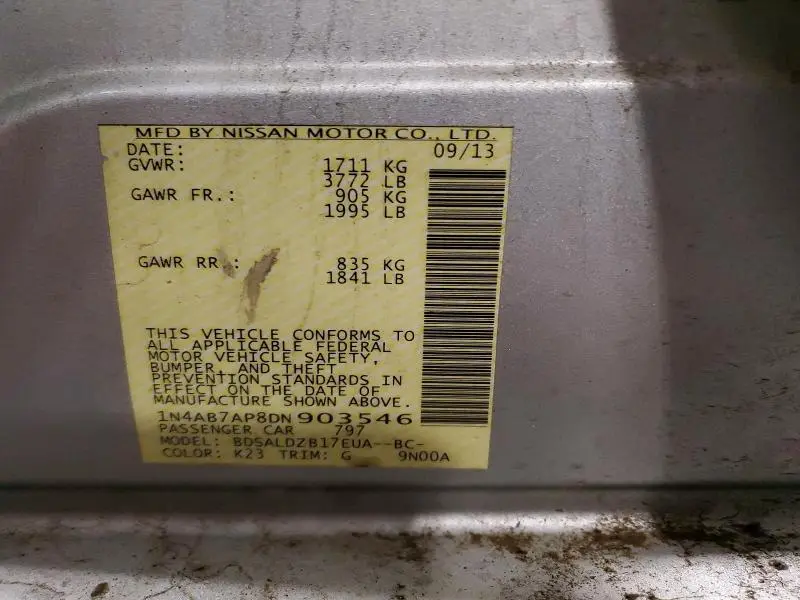 MFD BY NISSAN MOTOR CO., LTD.
DATE: 09/13
GVWR: 1711 KG
3772 LB
GAWR FR.: 905 KG
1995 LB
GAWR RR.: 835 KG
1841 LB
THIS VEHICLE CONFORMS TO
ALL APPLICABLE FEDERAL
MOTOR VEHICLE SAFETY,
BUMPER, AND THEFT
PREVENTION STANDARDS IN
EFFECT ON THE DATE OF
MANUFACTURE SHOWN ABOVE.
1N4AB7AP8DN903546
PASSENGER CAR 797
MODEL: BDSALDZB17EUA--BC-
COLOR: K23 TRIM: G 9N00A